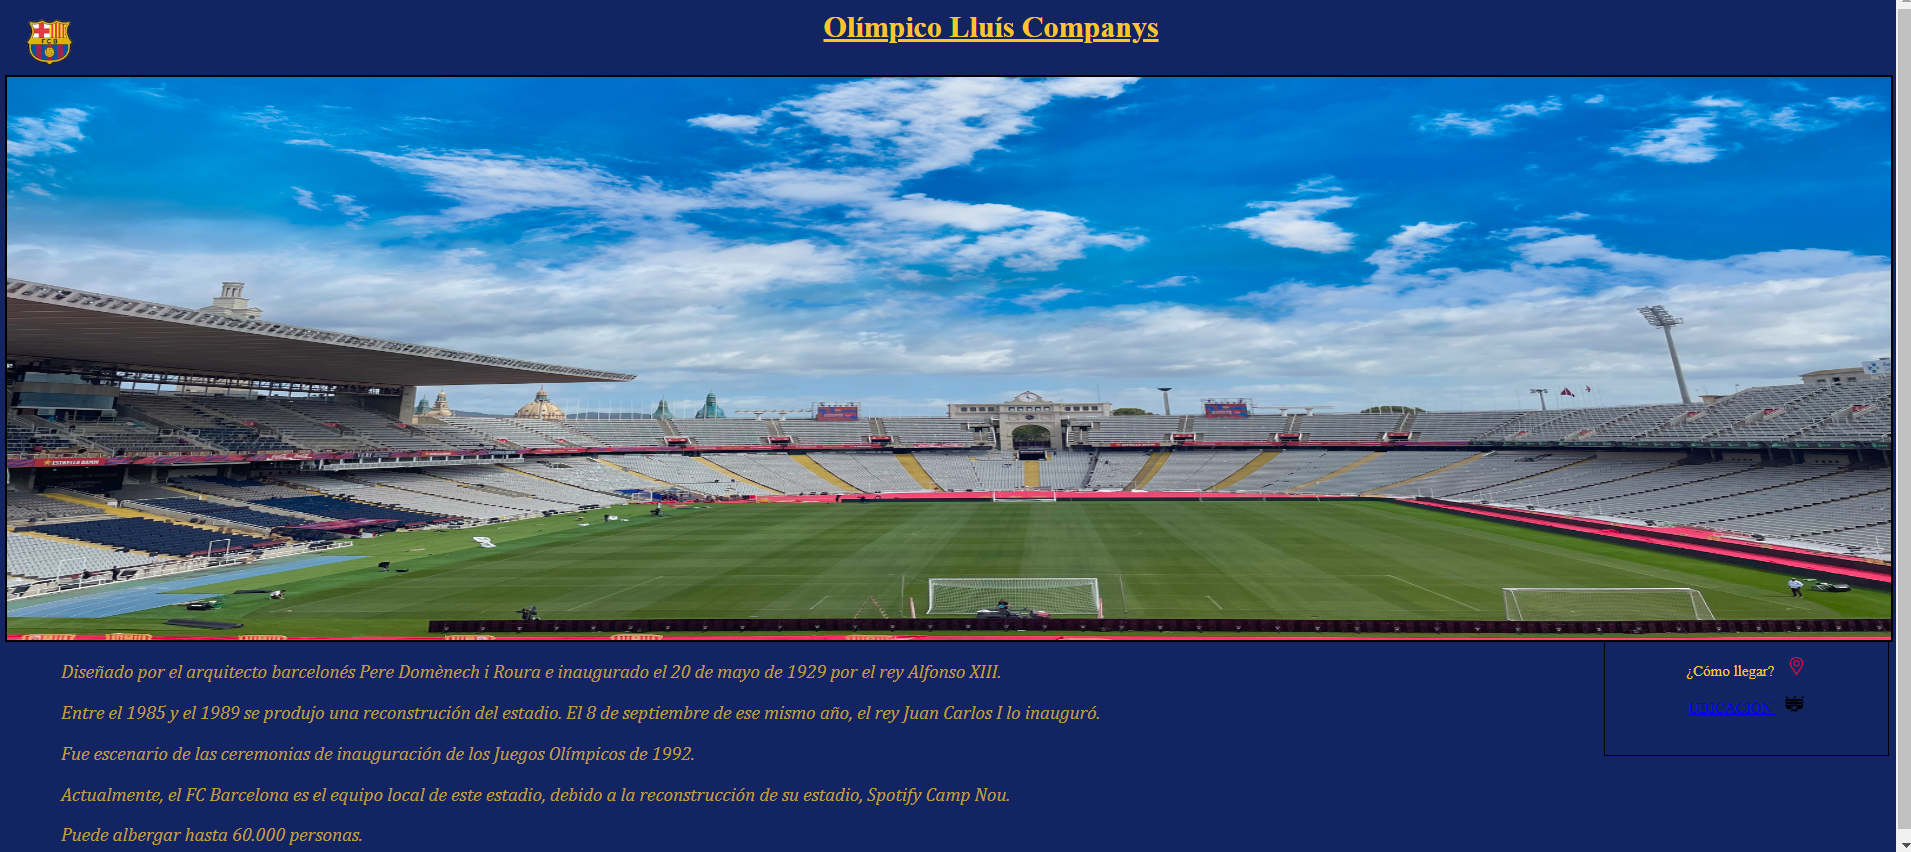 Olímpico Lluís Companys
FCB
ESTRELLA DAMM
Diseñado por el arquitecto barcelonés Pere Domènech i Roura e inaugurado el 20 de mayo de 1929 por el rey Alfonso XIII.
¿Cómo llegar?
Entre el 1985 y el 1989 se produjo una reconstrución del estadio. El 8 de septiembre de ese mismo año, el rey Juan Carlos I lo inauguró.
UBICACIÓN
Fue escenario de las ceremonias de inauguración de los Juegos Olímpicos de 1992.
Actualmente, el FC Barcelona es el equipo local de este estadio, debido a la reconstrucción de su estadio, Spotify Camp Nou.
Puede albergar hasta 60.000 personas.